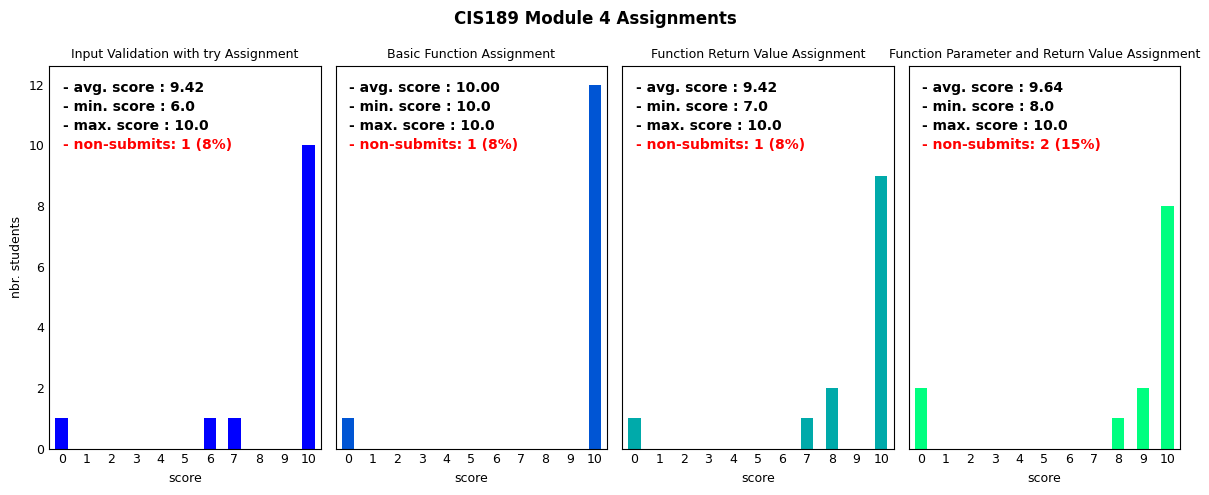 CIS189 Module 4 Assignments
Input Validation with try Assignment
- avg. score : 9.42
- min. score : 6.0
- max. score : 10.0
- non-submits: 1 (8%)
12
10
8
6
4
2
0
nbr. students
0 1 2 3 4 5 6 7 8 9 10
score
Basic Function Assignment
- avg. score : 10.00
- min. score : 10.0
- max. score : 10.0
- non-submits: 1 (8%)
0 1 2 3 4 5 6 7 8 9 10
score
Function Return Value Assignment
- avg. score : 9.42
- min. score : 7.0
- max. score : 10.0
- non-submits: 1 (8%)
0 1 2 3 4 5 6 7 8 9 10
score
Function Parameter and Return Value Assignment
- avg. score : 9.64
- min. score : 8.0
- max. score : 10.0
- non-submits: 2 (15%)
0 1 2 3 4 5 6 7 8 9 10
score